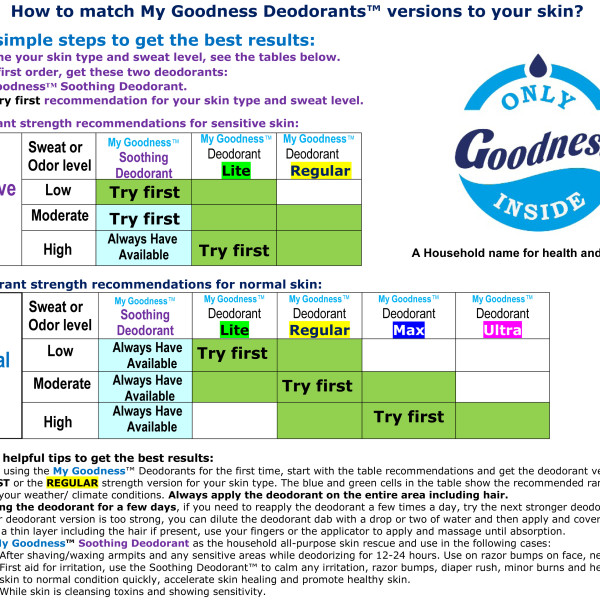 How to match My Goodness Deodorants™ versions to your skin?
simple steps to get the best results:
ne your skin type and sweat level, see the tables below.
first order, get these two deodorants:
oodness™ Soothing Deodorant.
ry first recommendation for your skin type and sweat level.
ant strength recommendations for sensitive skin:
Sweat or Odor level
My Goodness™ Soothing Deodorant
My Goodness™ Deodorant Lite
My Goodness™ Deodorant Regular
ve
Low
Try first
Moderate
Try first
High
Always Have Available
Try first
ONLY
Goodness
INSIDE
A Household name for health and
rant strength recommendations for normal skin:
Sweat or Odor level
My Goodness™ Soothing Deodorant
My Goodness™ Deodorant Lite
My Goodness™ Deodorant Regular
My Goodness™ Deodorant Max
My Goodness™ Deodorant Ultra
al
Low
Always Have Available
Try first
Moderate
Always Have Available
Try first
High
Always Have Available
Try first
helpful tips to get the best results:
using the My Goodness™ Deodorants for the first time, start with the table recommendations and get the deodorant ve
ST or the REGULAR strength version for your skin type. The blue and green cells in the table show the recommended ran
your weather/ climate conditions. Always apply the deodorant on the entire area including hair.
ing the deodorant for a few days, if you need to reapply the deodorant a few times a day, try the next stronger deodo
r deodorant version is too strong, you can dilute the deodorant dab with a drop or two of water and then apply and cover
a thin layer including the hair if present, use your fingers or the applicator to apply and massage until absorption.
My Goodness™ Soothing Deodorant as the household all-purpose skin rescue and use in the following cases:
After shaving/waxing armpits and any sensitive areas while deodorizing for 12-24 hours. Use on razor bumps on face, ne
First aid for irritation, use the Soothing Deodorant™ to calm any irritation, razor bumps, diaper rush, minor burns and he
skin to normal condition quickly, accelerate skin healing and promote healthy skin.
While skin is cleansing toxins and showing sensitivity.